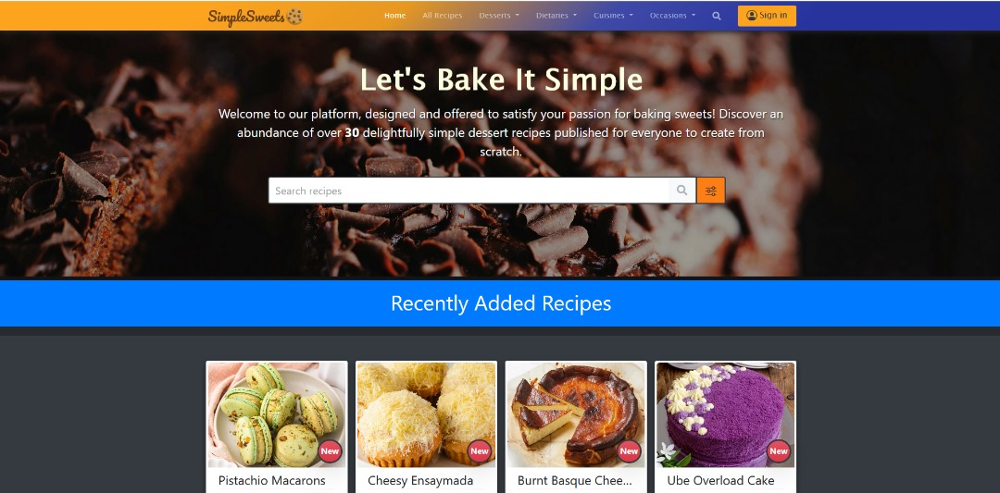 SimpleSweets
Home All Recipes Desserts Dietaries Cuisines Occasions Sign in
Let's Bake It Simple
Welcome to our platform, designed and offered to satisfy your passion for baking sweets! Discover an
abundance of over 30 delightfully simple dessert recipes published for everyone to create from
scratch.
Search recipes
Recently Added Recipes
New New New New
Pistachio Macarons Cheesy Ensaymada Burnt Basque Chee... Ube Overload Cake